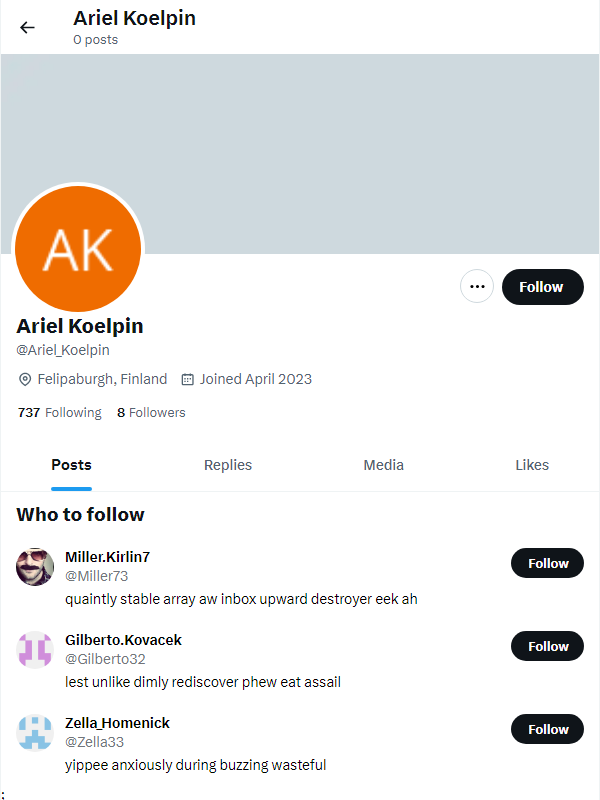 Ariel Koelpin
0 posts
AK
Follow
Ariel Koelpin
@Ariel_Koelpin
Felipaburgh, Finland Joined April 2023
737 Following 8 Followers
Posts Replies Media Likes
Who to follow
Miller.Kirlin7
@Miller73
Follow
quaintly stable array aw inbox upward destroyer eek ah
Gilberto.Kovacek
@Gilberto32
Follow
lest unlike dimly rediscover phew eat assail
Zella_Homenick
@Zella33
Follow
yippee anxiously during buzzing wasteful
;